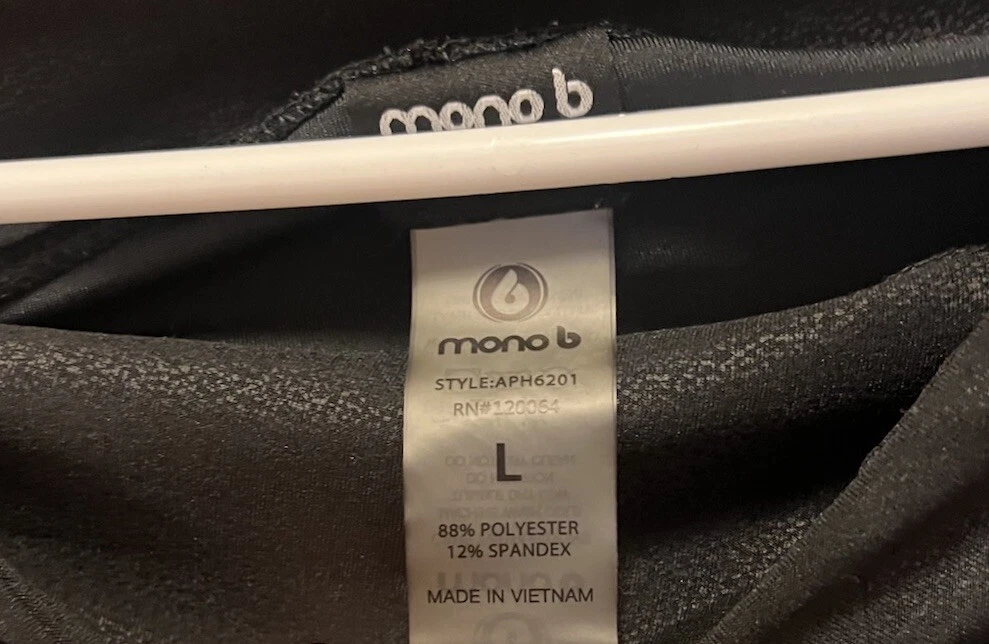 mono b
mono b
STYLE:APH6201
RN#120064
L
88% POLYESTER
12% SPANDEX
MADE IN VIETNAM